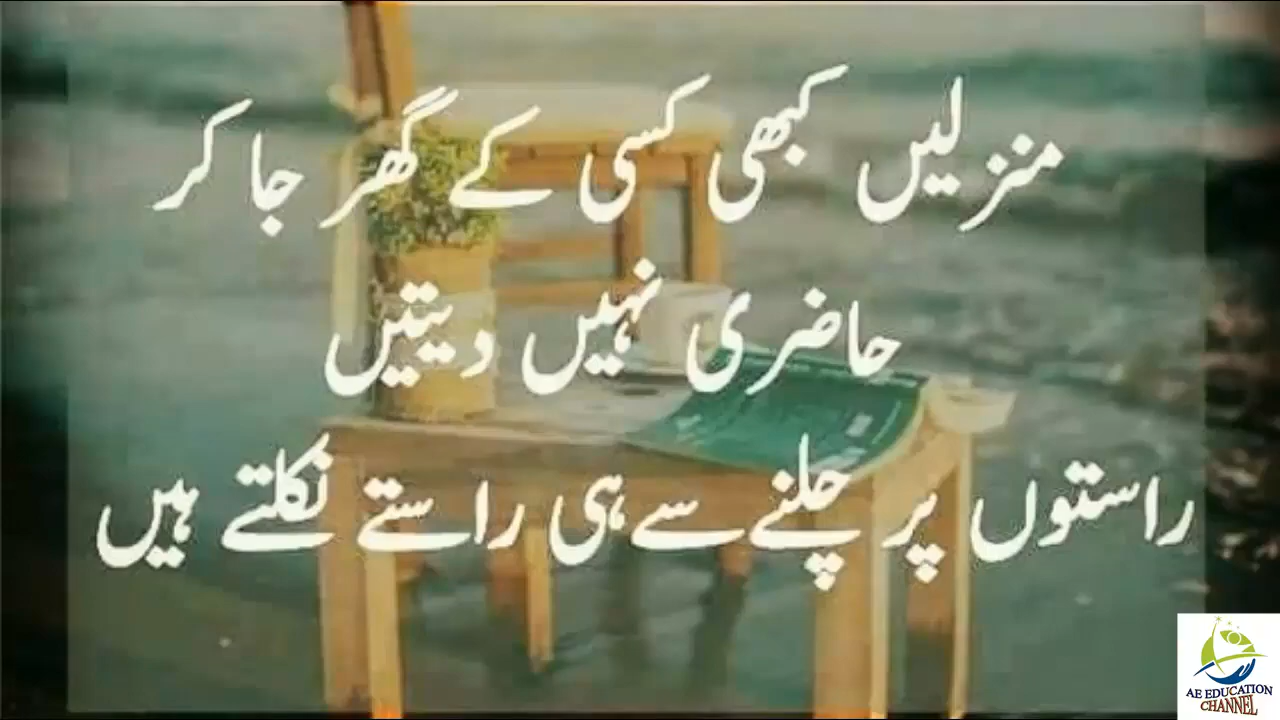 منزلیں کبھی کسی کے گھر جا کر
حاضری نہیں دیتیں
راستوں پر چلنے سے ہی راستے نکلتے ہیں
AE EDUCATION
CHANNEL